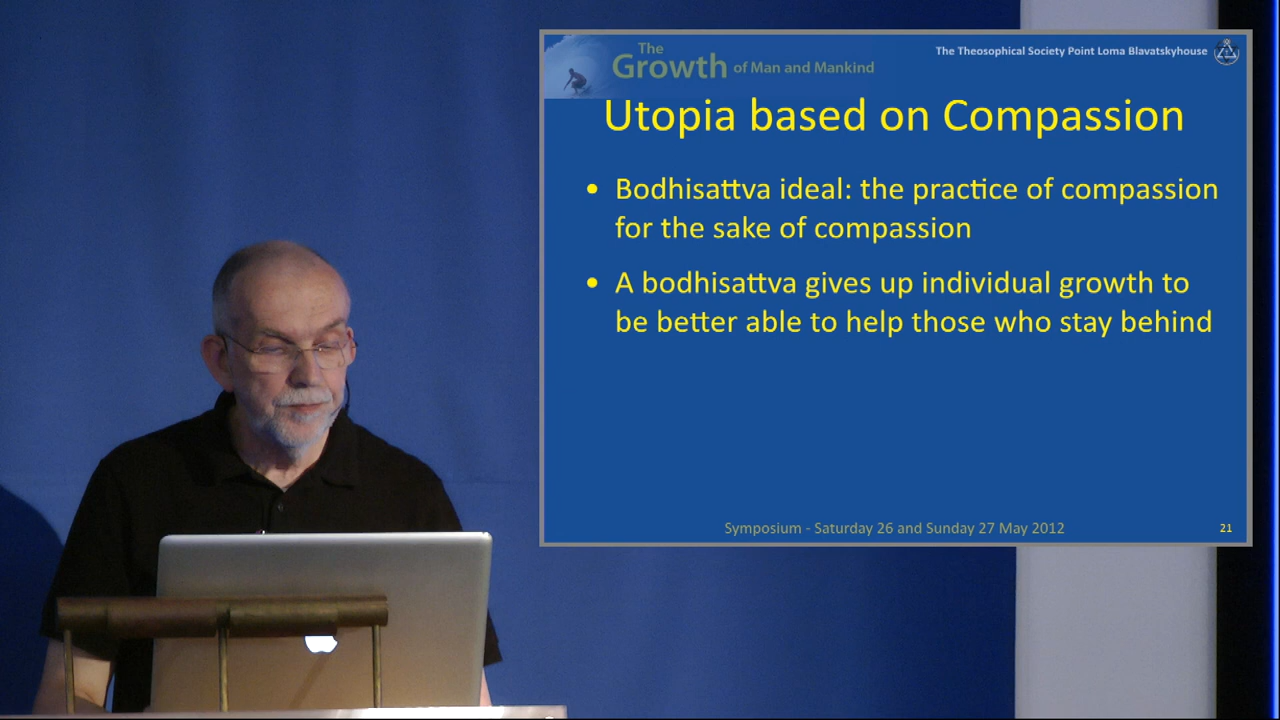 The
Growth of Man and Mankind
The Theosophical Society Point Loma Blavatskyhouse
Utopia based on Compassion
• Bodhisattva ideal: the practice of compassion
for the sake of compassion
• A bodhisattva gives up individual growth to
be better able to help those who stay behind
Symposium - Saturday 26 and Sunday 27 May 2012
21